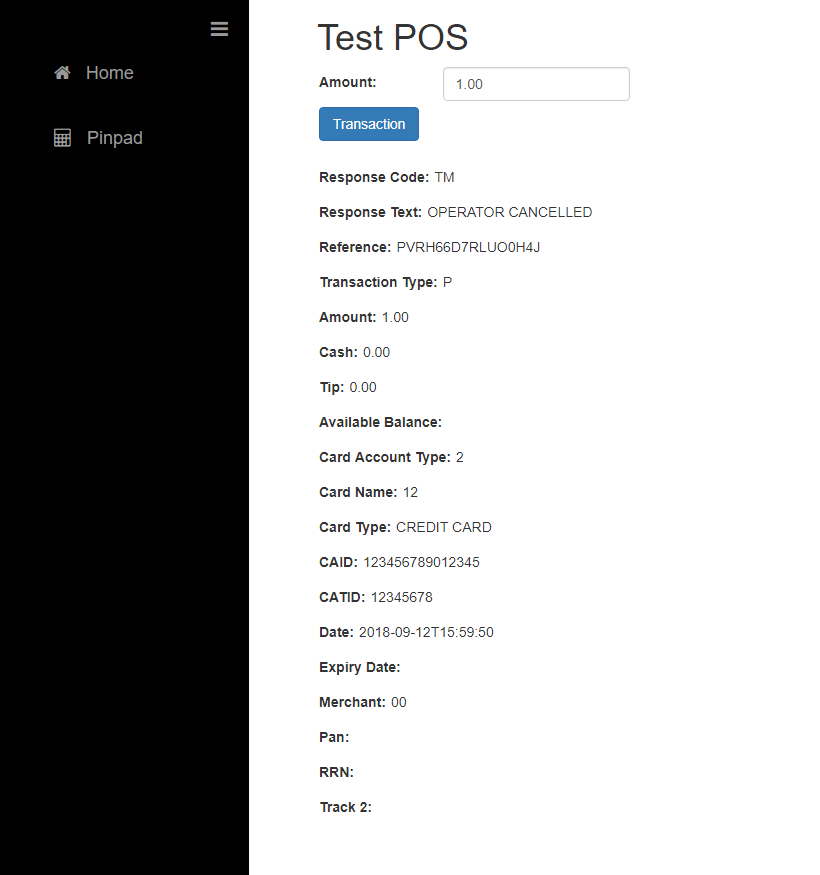 Home
Pinpad
Test POS
Amount: 1.00
Transaction
Response Code: TM
Response Text: OPERATOR CANCELLED
Reference: PVRH66D7RLUO0H4J
Transaction Type: P
Amount: 1.00
Cash: 0.00
Tip: 0.00
Available Balance:
Card Account Type: 2
Card Name: 12
Card Type: CREDIT CARD
CAID: 123456789012345
CATID: 12345678
Date: 2018-09-12T15:59:50
Expiry Date:
Merchant: 00
Pan:
RRN:
Track 2: